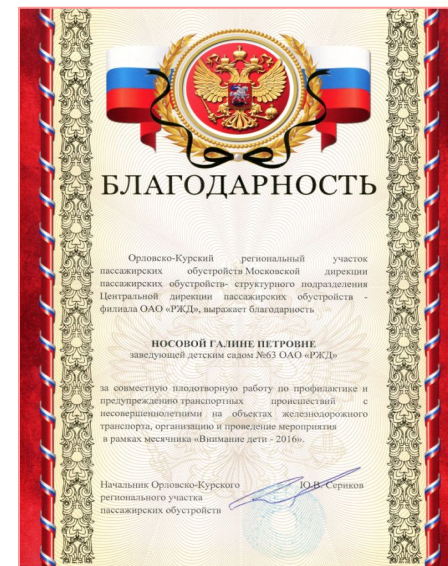 БЛАГОДАРНОСТЬ
Орловско-Курский региональный участок
пассажирских обустройств Московской дирекции
пассажирских обустройств- структурного подразделения
Центральной дирекции пассажирских обустройств -
филиала ОАО «РЖД», выражает благодарность
НОСОВОЙ ГАЛИНЕ ПЕТРОВНЕ
заведующей детским садом №63 ОАО «РЖД»
за совместную плодотворную работу по профилактике и
предупреждению транспортных происшествий с
несовершеннолетними на объектах железнодорожного
транспорта, организацию и проведение мероприятия
в рамках месячника «Внимание дети - 2016».
Начальник Орловско-Курского Ю.В. Сериков
регионального участка
пассажирских обустройств